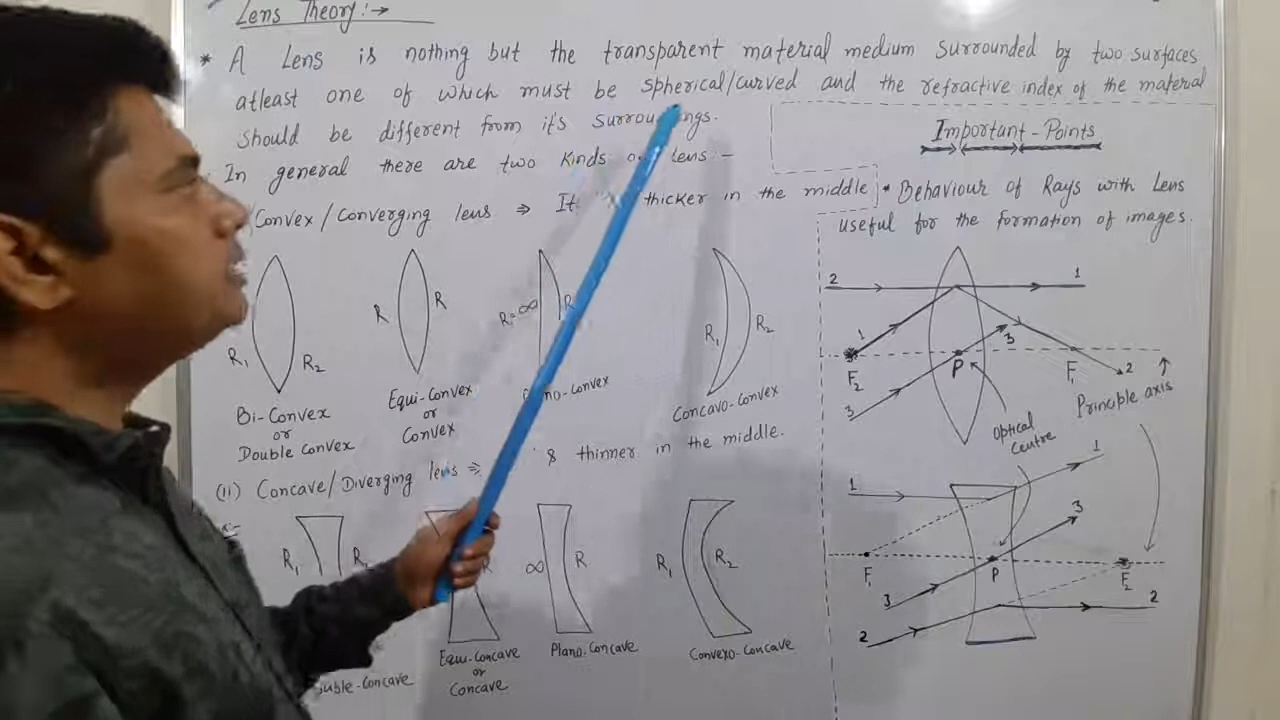 Lens Theory:→
* A Lens is nothing but the transparent material medium surrounded by two surfaces
atleast one of which must be spherical/curved and the refractive index of the material
should be different from it's
In general there are two kinds lens –
Convex/Converging lens ⇒ It thicker in the middle
R1
R2
Bi-Convex
or
Double Convex
R
R
Equi-Convex
or
Convex
R=∞
R
-Convex
R1
R2
Concavo-Convex
(ii) Concave/Diverging lens ⇒ thinner in the middle.
R1
Double-Concave
R
Equi-Concave
or
Concave
∞
R
Plano-Concave
R1
R2
Convexo-Concave
Important-Points
* Behaviour of Rays with Lens
useful for the formation of images.
2
1
1
3
F2
P
F1
2
3
Principle axis
Optical
centre
1
1
3
F1
P
F2
3
2
2